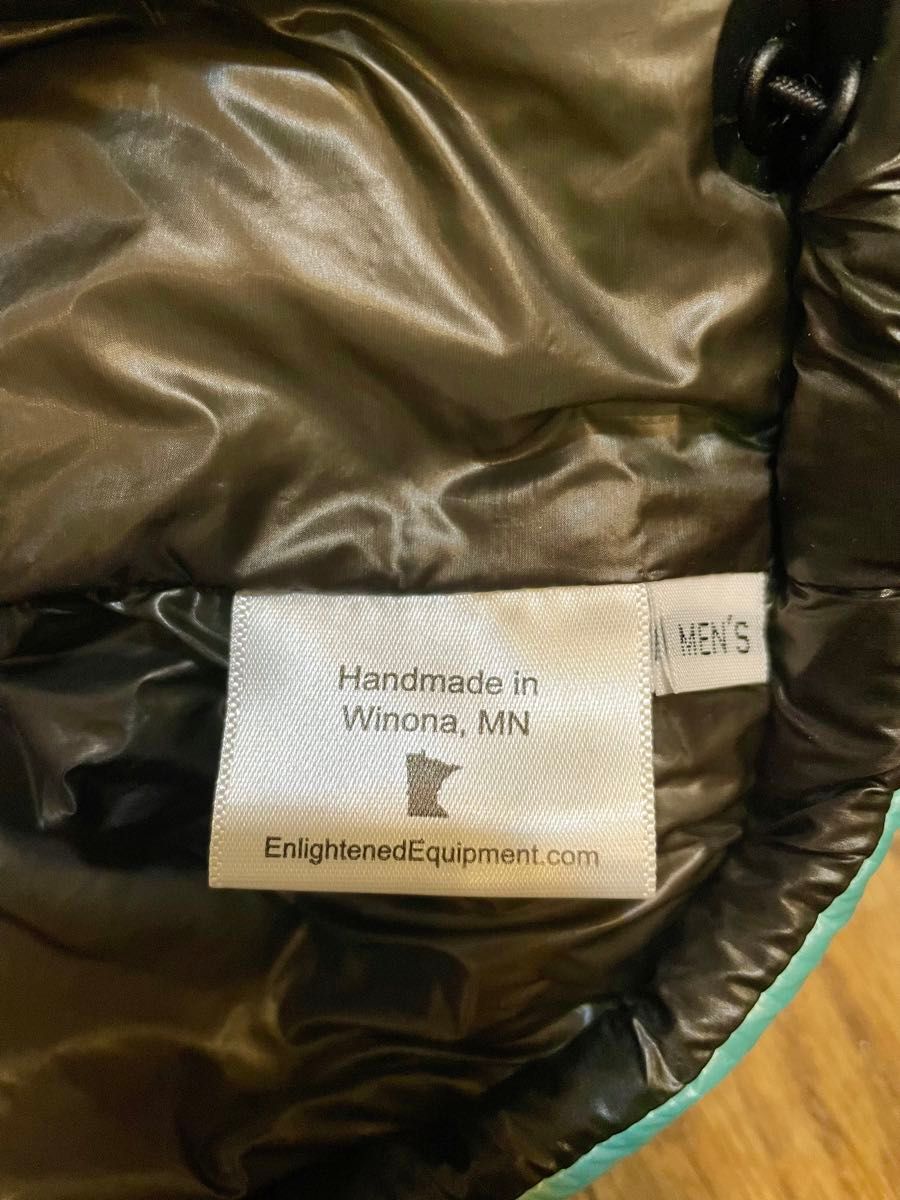 Handmade in
Winona, MN
EnlightenedEquipment.com
MEN'S